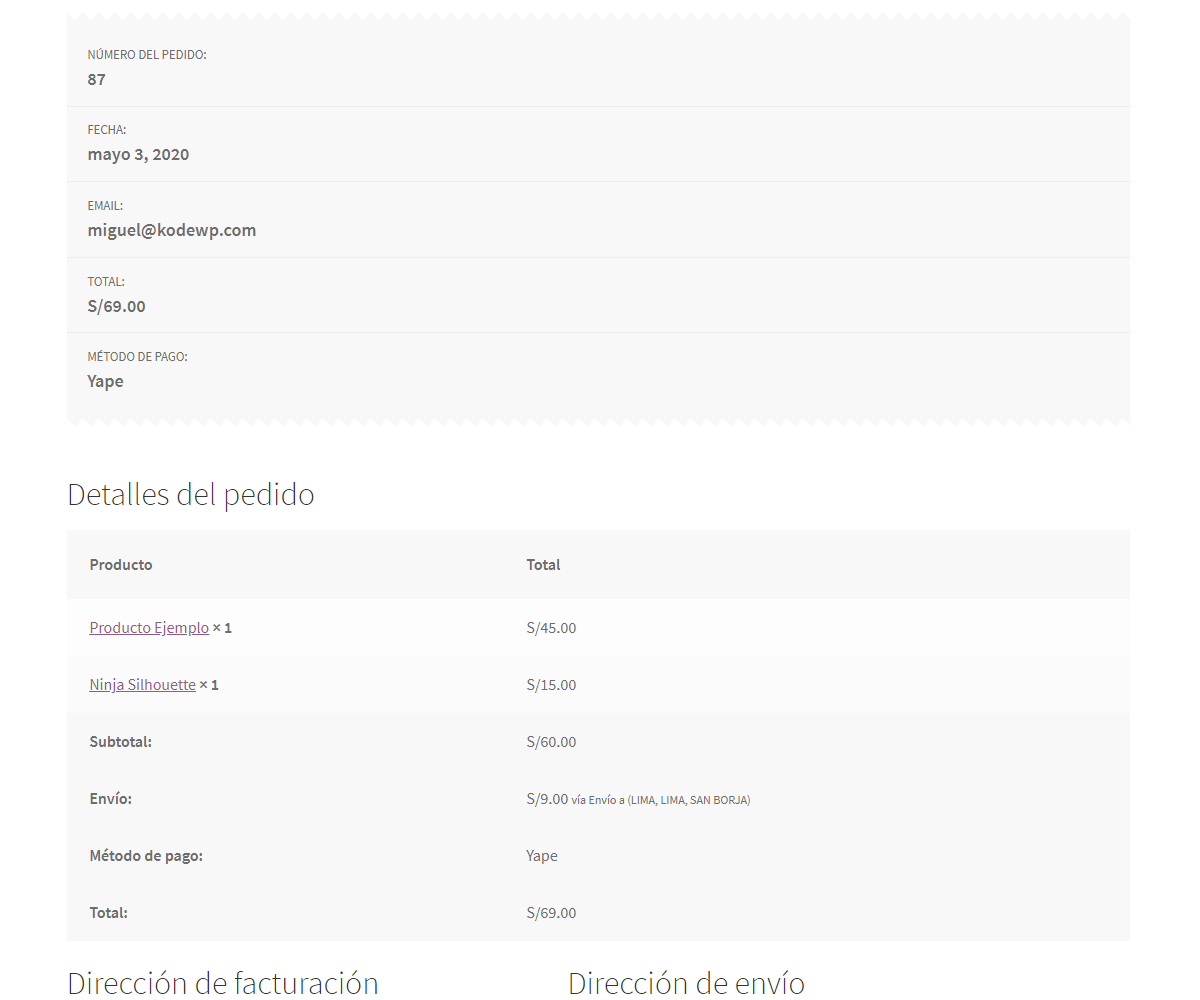 NÚMERO DEL PEDIDO:
87
FECHA:
mayo 3, 2020
EMAIL:
miguel@kodewp.com
TOTAL:
S/69.00
MÉTODO DE PAGO:
Yape
Detalles del pedido
Producto Total
Producto Ejemplo × 1 S/45.00
Ninja Silhouette × 1 S/15.00
Subtotal: S/60.00
Envío: S/9.00 vía Envío a (LIMA, LIMA, SAN BORJA)
Método de pago: Yape
Total: S/69.00
Dirección de facturación Dirección de envío